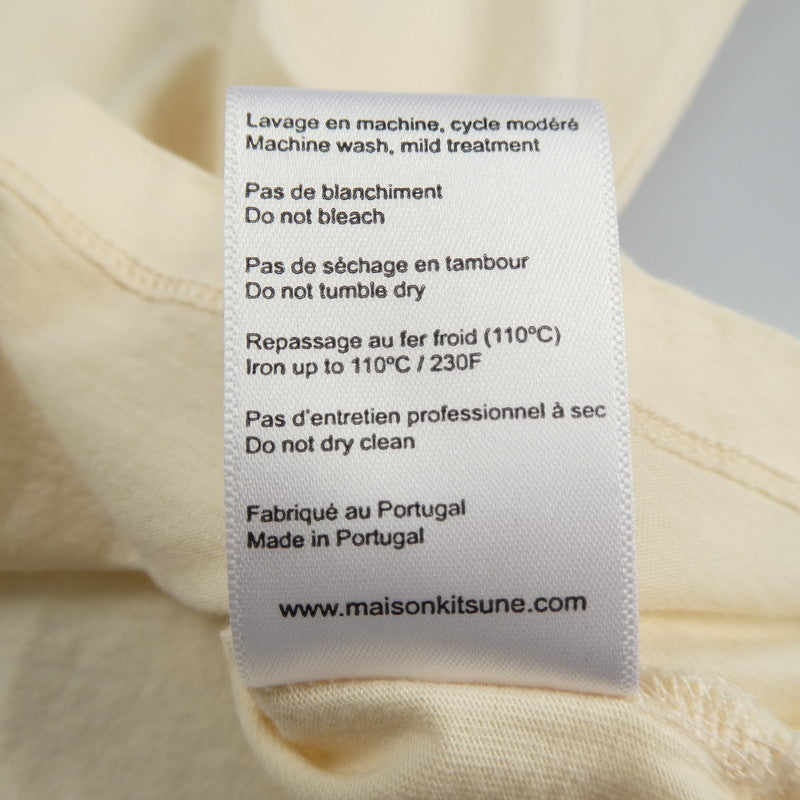 Lavage en machine, cycle modéré
Machine wash, mild treatment
Pas de blanchiment
Do not bleach
Pas de séchage en tambour
Do not tumble dry
Repassage au fer froid (110ºC)
Iron up to 110ºC / 230F
Pas d'entretien professionnel à sec
Do not dry clean
Fabriqué au Portugal
Made in Portugal
www.maisonkitsune.com